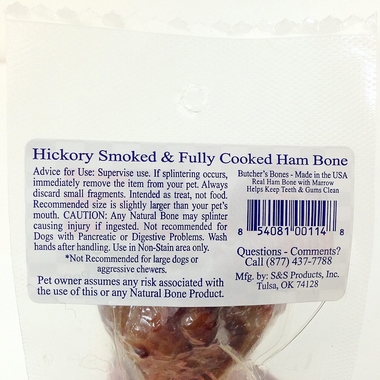 Hickory Smoked & Fully Cooked Ham Bone
Advice for Use: Supervise use. If splintering occurs,
immediately remove the item from your pet. Always
discard small fragments. Intended as treat, not food.
Recommended size is slightly larger than your pet's
mouth. CAUTION: Any Natural Bone may splinter
causing injury if ingested. Not recommended for
Dogs with Pancreatic or Digestive Problems. Wash
hands after handling. Use in Non-Stain area only.
*Not Recommended for large dogs or
aggressive chewers.
Pet owner assumes any risk associated with
the use of this or any Natural Bone Product.
Butcher's Bones - Made in the USA
Real Ham Bone with Marrow
Helps Keep Teeth & Gums Clean
8 54081 00114 8
Questions - Comments?
Call (877) 437-7788
Mfg. by: S&S Products, Inc.
Tulsa, OK 74128